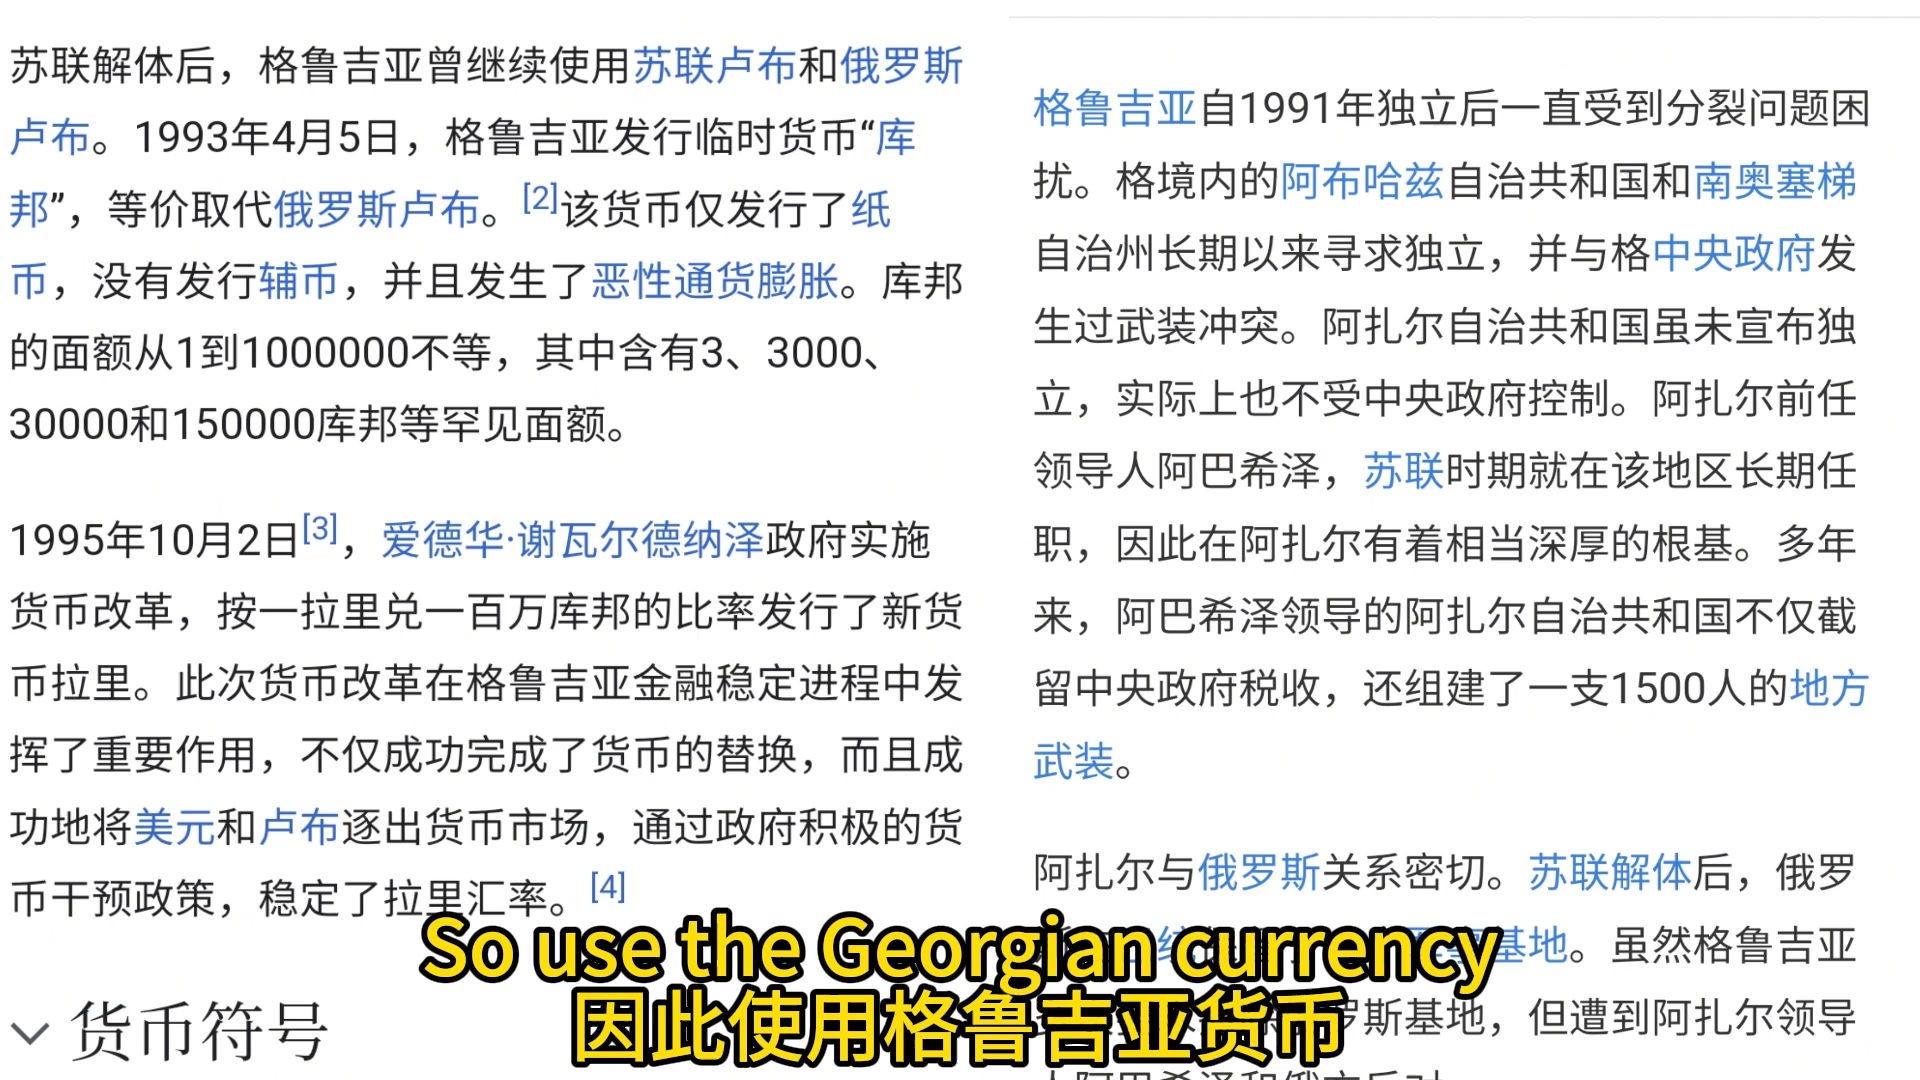 苏联解体后，格鲁吉亚曾继续使用苏联卢布和俄罗斯
卢布。1993年4月5日，格鲁吉亚发行临时货币“库
邦”，等价取代俄罗斯卢布。[2]该货币仅发行了纸
币，没有发行辅币，并且发生了恶性通货膨胀。库邦
的面额从1到1000000不等，其中含有3、3000、
30000和150000库邦等罕见面额。
1995年10月2日[3]，爱德华·谢瓦尔德纳泽政府实施
货币改革，按一拉里兑一百万库邦的比率发行了新货
币拉里。此次货币改革在格鲁吉亚金融稳定进程中发
挥了重要作用，不仅成功完成了货币的替换，而且成
功地将美元和卢布逐出货币市场，通过政府积极的货
币干预政策，稳定了拉里汇率。[4]
货币符号
格鲁吉亚自1991年独立后一直受到分裂问题困
扰。格境内的阿布哈兹自治共和国和南奥塞梯
自治州长期以来寻求独立，并与格中央政府发
生过武装冲突。阿扎尔自治共和国虽未宣布独
立，实际上也不受中央政府控制。阿扎尔前任
领导人阿巴希泽，苏联时期就在该地区长期任
职，因此在阿扎尔有着相当深厚的根基。多年
来，阿巴希泽领导的阿扎尔自治共和国不仅截
留中央政府税收，还组建了一支1500人的地方
武装。
阿扎尔与俄罗斯关系密切。苏联解体后，俄罗
基地。虽然格鲁吉亚
罗斯基地，但遭到阿扎尔领导
So use the Georgian currency
因此使用格鲁吉亚货币